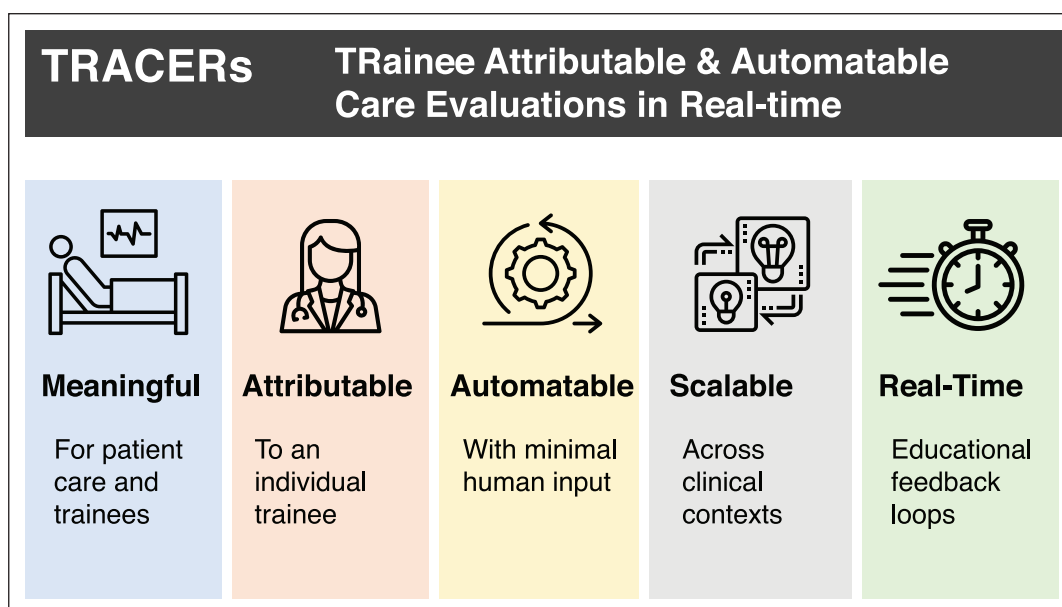 TRACERs
TRainee Attributable & Automatable
Care Evaluations in Real-time
Meaningful
For patient
care and
trainees
Attributable
To an
individual
trainee
Automatable
With minimal
human input
Scalable
Across
clinical
contexts
Real-Time
Educational
feedback
loops